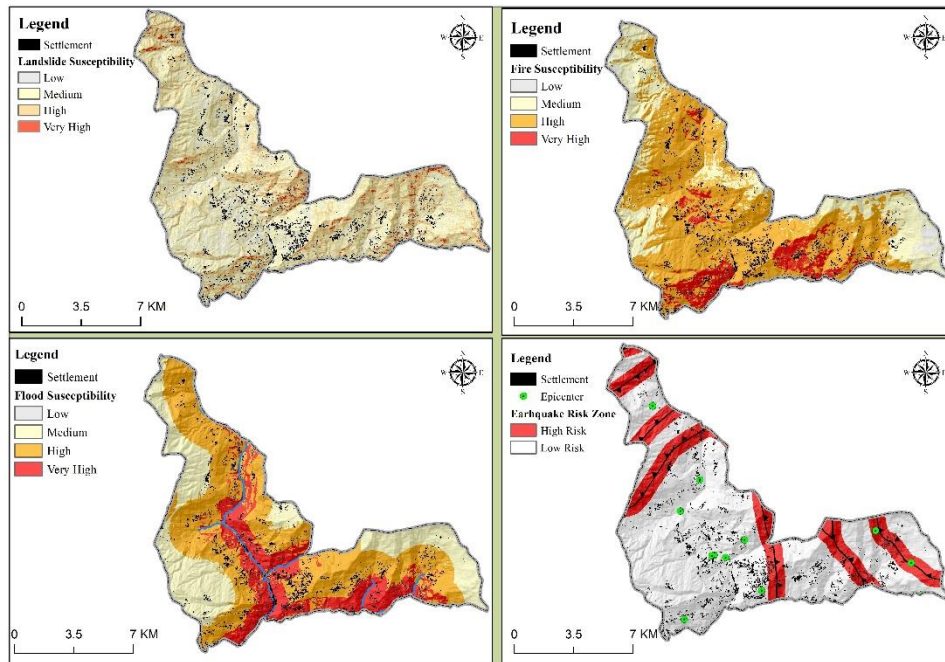 Legend
Settlement
Landslide Susceptibility
Low
Medium
High
Very High
N
W E
S
0 3.5 7 KM
Legend
Settlement
Fire Susceptibility
Low
Medium
High
Very High
N
W E
S
0 3.5 7 KM
Legend
Settlement
Flood Susceptibility
Low
Medium
High
Very High
N
W E
S
0 3.5 7 KM
Legend
Settlement
Epicenter
Earhquake Risk Zone
High Risk
Low Risk
N
W E
S
0 3.5 7 KM